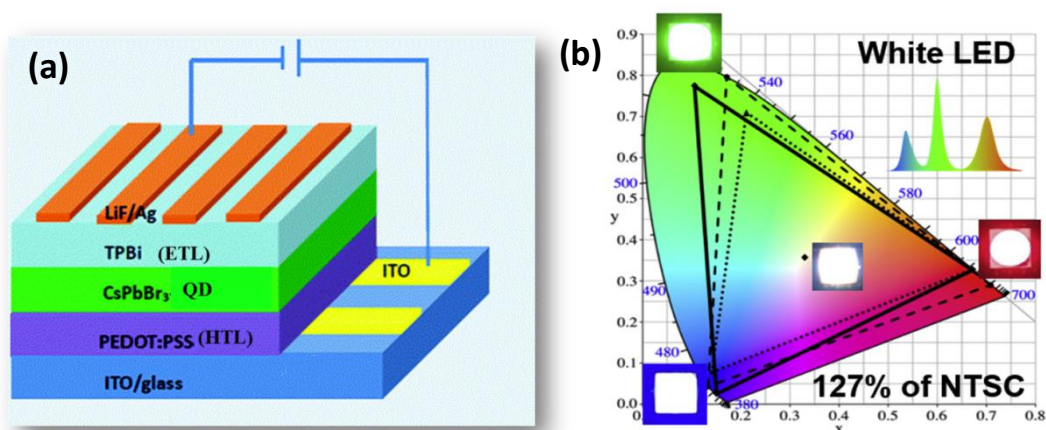 (a)
LiF/Ag
TPBi (ETL)
CsPbBr3 QD
PEDOT:PSS (HTL)
ITO/glass
ITO
(b)
White LED
127% of NTSC
y
0.9
0.8
0.7
0.6
0.5
0.4
0.3
0.2
0.1
0.0
0.1
0.2
0.3
0.4
0.5
0.6
0.7
0.8
x
540
560
580
600
700
500
490
480
380